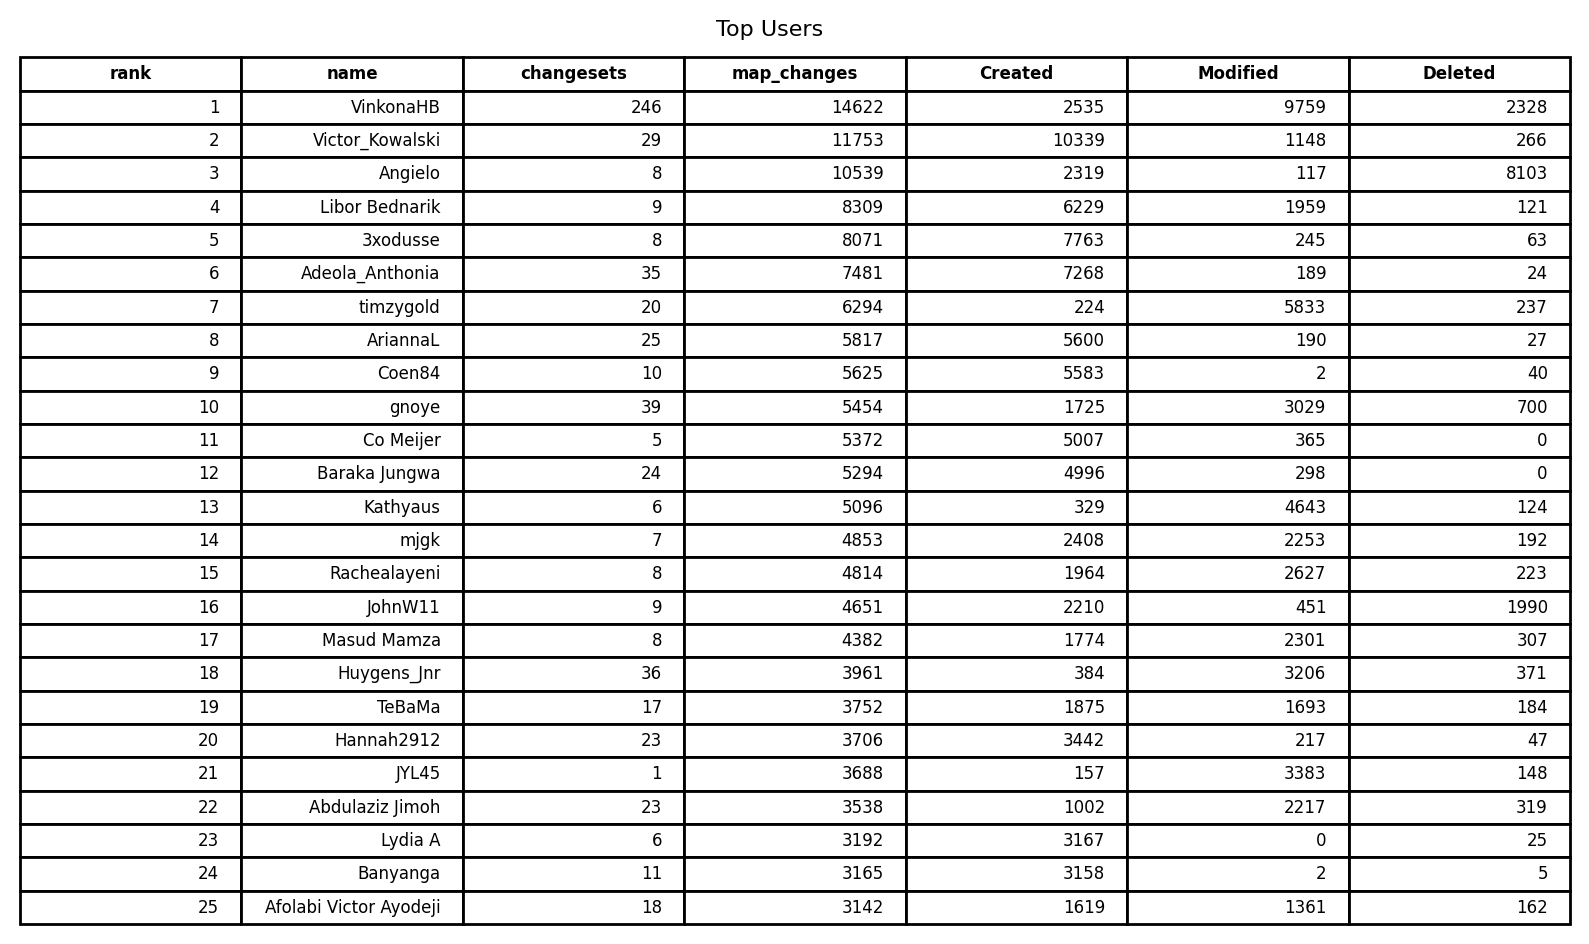 Top Users
rank name changesets map_changes Created Modified Deleted
1 VinkonaHB 246 14622 2535 9759 2328
2 Victor_Kowalski 29 11753 10339 1148 266
3 Angielo 8 10539 2319 117 8103
4 Libor Bednarik 9 8309 6229 1959 121
5 3xodusse 8 8071 7763 245 63
6 Adeola_Anthonia 35 7481 7268 189 24
7 timzygold 20 6294 224 5833 237
8 AriannaL 25 5817 5600 190 27
9 Coen84 10 5625 5583 2 40
10 gnoye 39 5454 1725 3029 700
11 Co Meijer 5 5372 5007 365 0
12 Baraka Jungwa 24 5294 4996 298 0
13 Kathyaus 6 5096 329 4643 124
14 mjgk 7 4853 2408 2253 192
15 Rachealayeni 8 4814 1964 2627 223
16 JohnW11 9 4651 2210 451 1990
17 Masud Mamza 8 4382 1774 2301 307
18 Huygens_Jnr 36 3961 384 3206 371
19 TeBaMa 17 3752 1875 1693 184
20 Hannah2912 23 3706 3442 217 47
21 JYL45 1 3688 157 3383 148
22 Abdulaziz Jimoh 23 3538 1002 2217 319
23 Lydia A 6 3192 3167 0 25
24 Banyanga 11 3165 3158 2 5
25 Afolabi Victor Ayodeji 18 3142 1619 1361 162